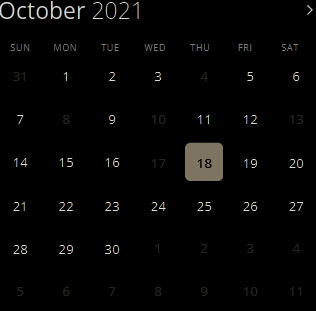 October 2021
SUN MON TUE WED THU FRI SAT
31 1 2 3 4 5 6
7 8 9 10 11 12 13
14 15 16 17 18 19 20
21 22 23 24 25 26 27
28 29 30 1 2 3 4
5 6 7 8 9 10 11